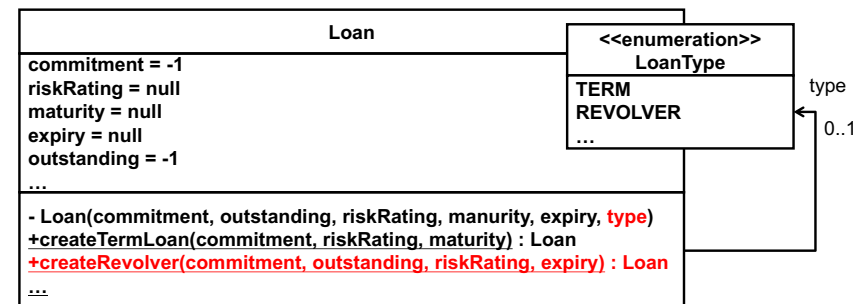 Loan
commitment = -1
riskRating = null
maturity = null
expiry = null
outstanding = -1
…
- Loan(commitment, outstanding, riskRating, manurity, expiry, type)
+createTermLoan(commitment, riskRating, maturity) : Loan
+createRevolver(commitment, outstanding, riskRating, expiry) : Loan
…
<<enumeration>>
LoanType
TERM
REVOLVER
…
type
0..1